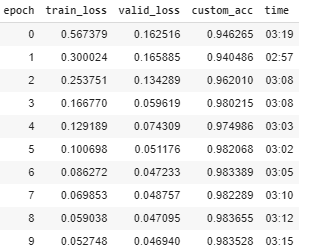 epoch train_loss valid_loss custom_acc time
0 0.567379 0.162516 0.946265 03:19
1 0.300024 0.165885 0.940486 02:57
2 0.253751 0.134289 0.962010 03:08
3 0.166770 0.059619 0.980215 03:08
4 0.129189 0.074309 0.974986 03:03
5 0.100698 0.051176 0.982068 03:02
6 0.086272 0.047233 0.983389 03:05
7 0.069853 0.048757 0.982289 03:10
8 0.059038 0.047095 0.983655 03:12
9 0.052748 0.046940 0.983528 03:15